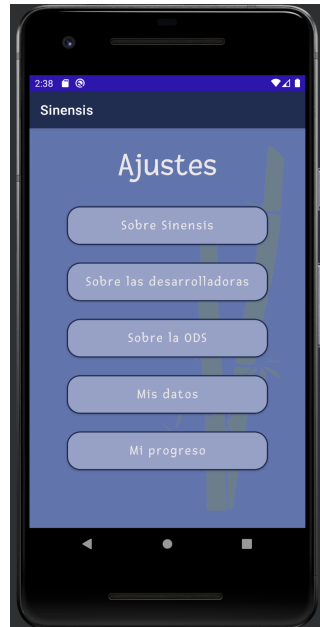 2:38
Sinensis
Ajustes
Sobre Sinensis
Sobre las desarrolladoras
Sobre la ODS
Mis datos
Mi progreso